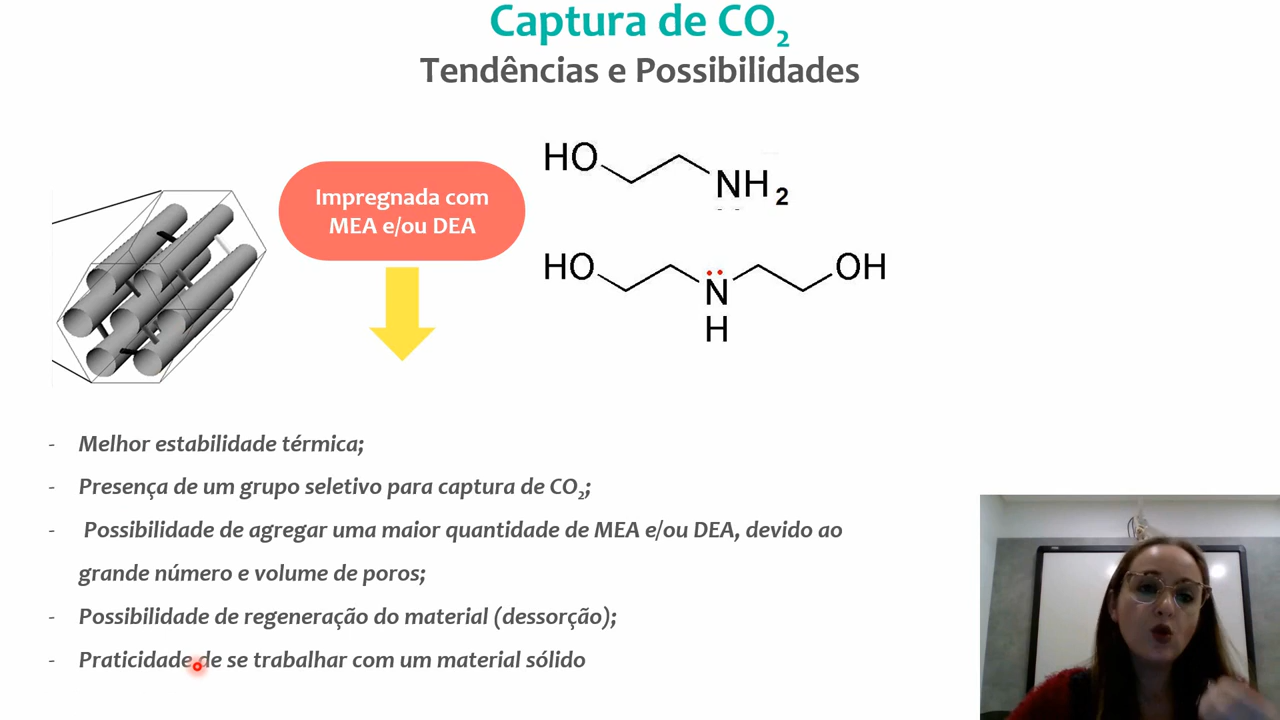 Captura de CO₂
Tendências e Possibilidades
Impregnada com
MEA e/ou DEA
HO
NH₂
HO
N
H
OH
- Melhor estabilidade térmica;
- Presença de um grupo seletivo para captura de CO₂;
- Possibilidade de agregar uma maior quantidade de MEA e/ou DEA, devido ao
grande número e volume de poros;
- Possibilidade de regeneração do material (dessorção);
- Praticidade de se trabalhar com um material sólido